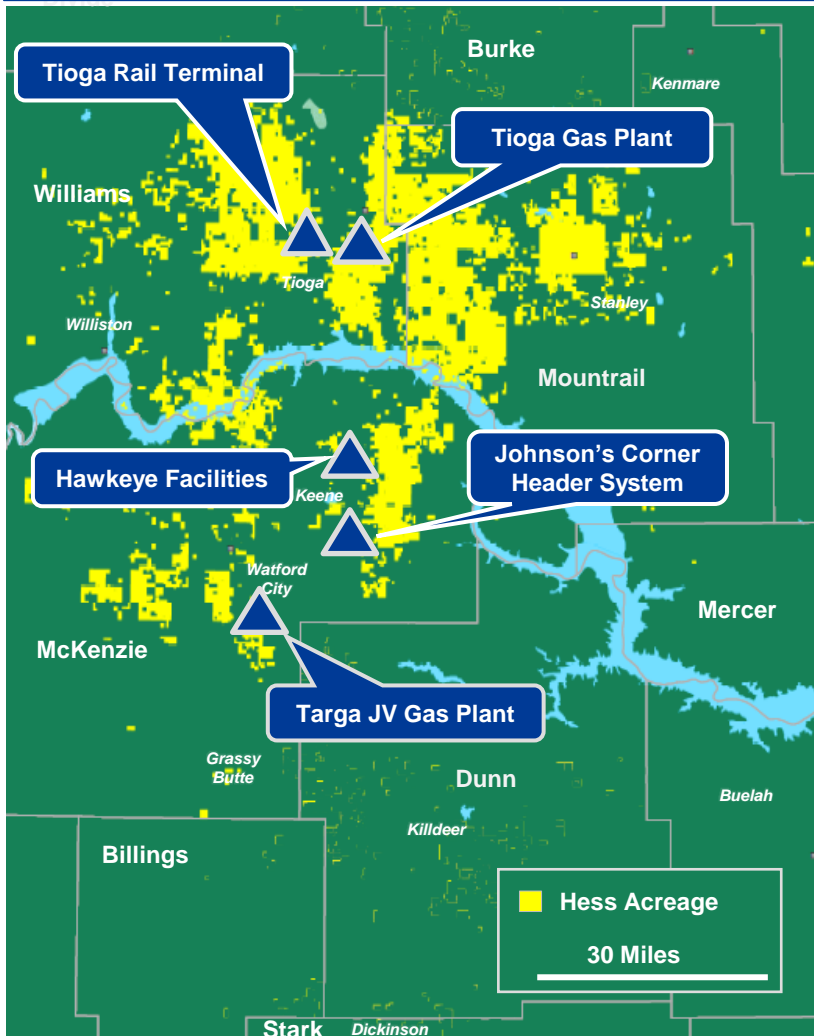 Burke
Tioga Rail Terminal
Kenmare
Tioga Gas Plant
Williams
Tioga
Stanley
Williston
Mountrail
Johnson's Corner
Header System
Hawkeye Facilities
Keene
Watford
City
Mercer
McKenzie
Targa JV Gas Plant
Grassy
Butte
Dunn
Buelah
Killdeer
Billings
Hess Acreage
30 Miles
Stark
Dickinson